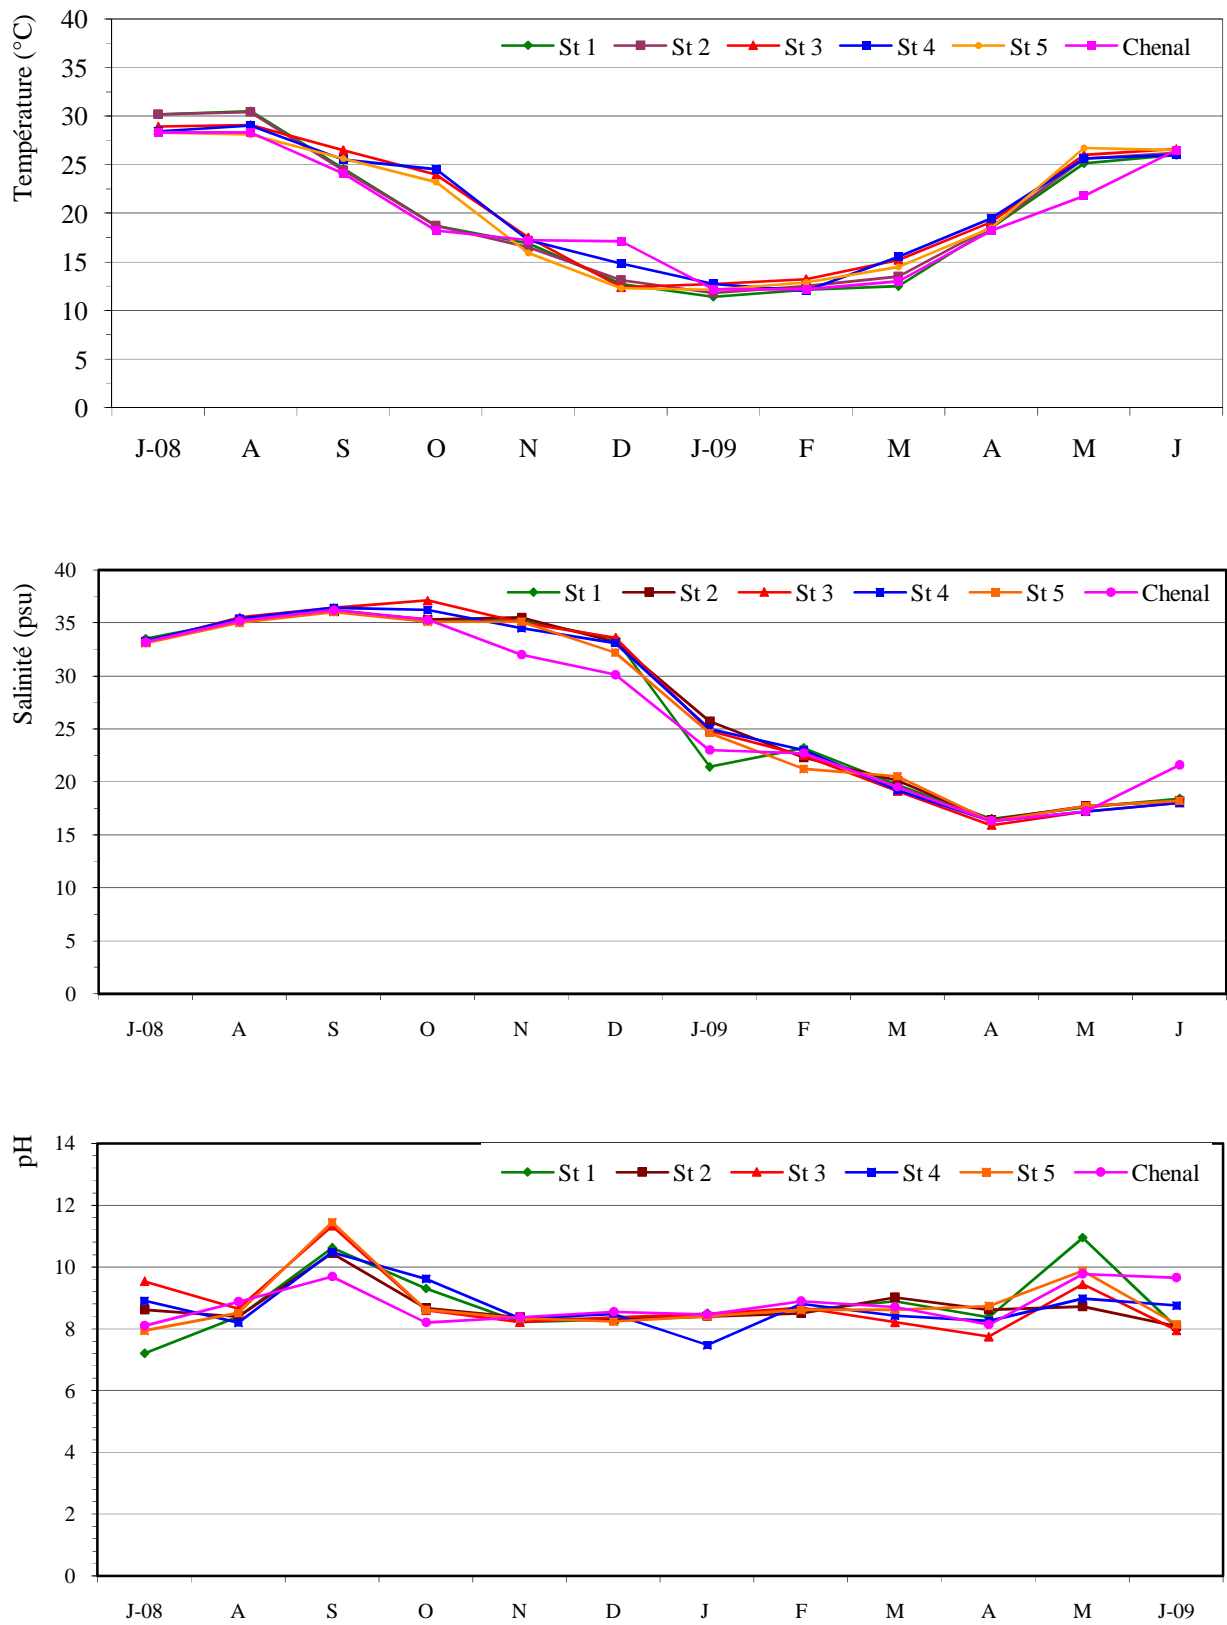 Température (°C)
40
35
30
25
20
15
10
5
0
St 1 St 2 St 3 St 4 St 5 Chenal
J-08 A S O N D J-09 F M A M J
Salinité (psu)
40
35
30
25
20
15
10
5
0
St 1 St 2 St 3 St 4 St 5 Chenal
J-08 A S O N D J-09 F M A M J
pH
14
12
10
8
6
4
2
0
St 1 St 2 St 3 St 4 St 5 Chenal
J-08 A S O N D J F M A M J-09